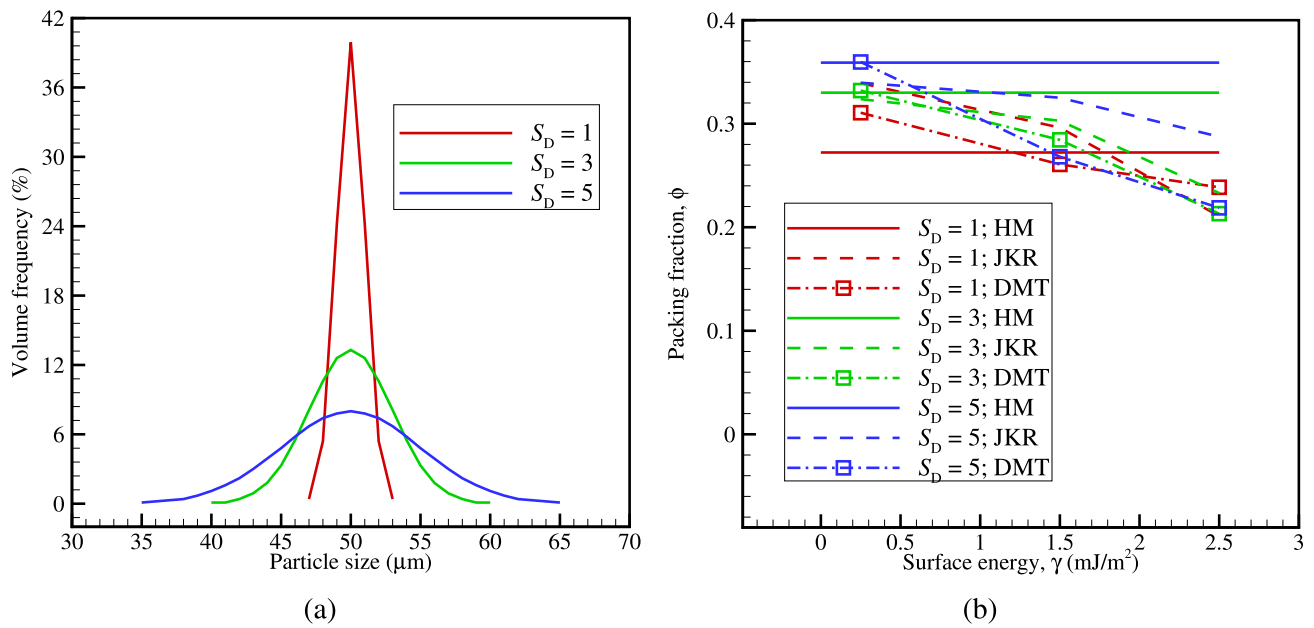 (a)
Volume frequency (%)
42
36
30
24
18
12
6
0
S_D = 1
S_D = 3
S_D = 5
30 35 40 45 50 55 60 65 70
Particle size (μm)
(b)
Packing fraction, ϕ
0.4
0.3
0.2
0.1
0
S_D = 1; HM
S_D = 1; JKR
S_D = 1; DMT
S_D = 3; HM
S_D = 3; JKR
S_D = 3; DMT
S_D = 5; HM
S_D = 5; JKR
S_D = 5; DMT
0 0.5 1 1.5 2 2.5 3
Surface energy, γ (mJ/m²)